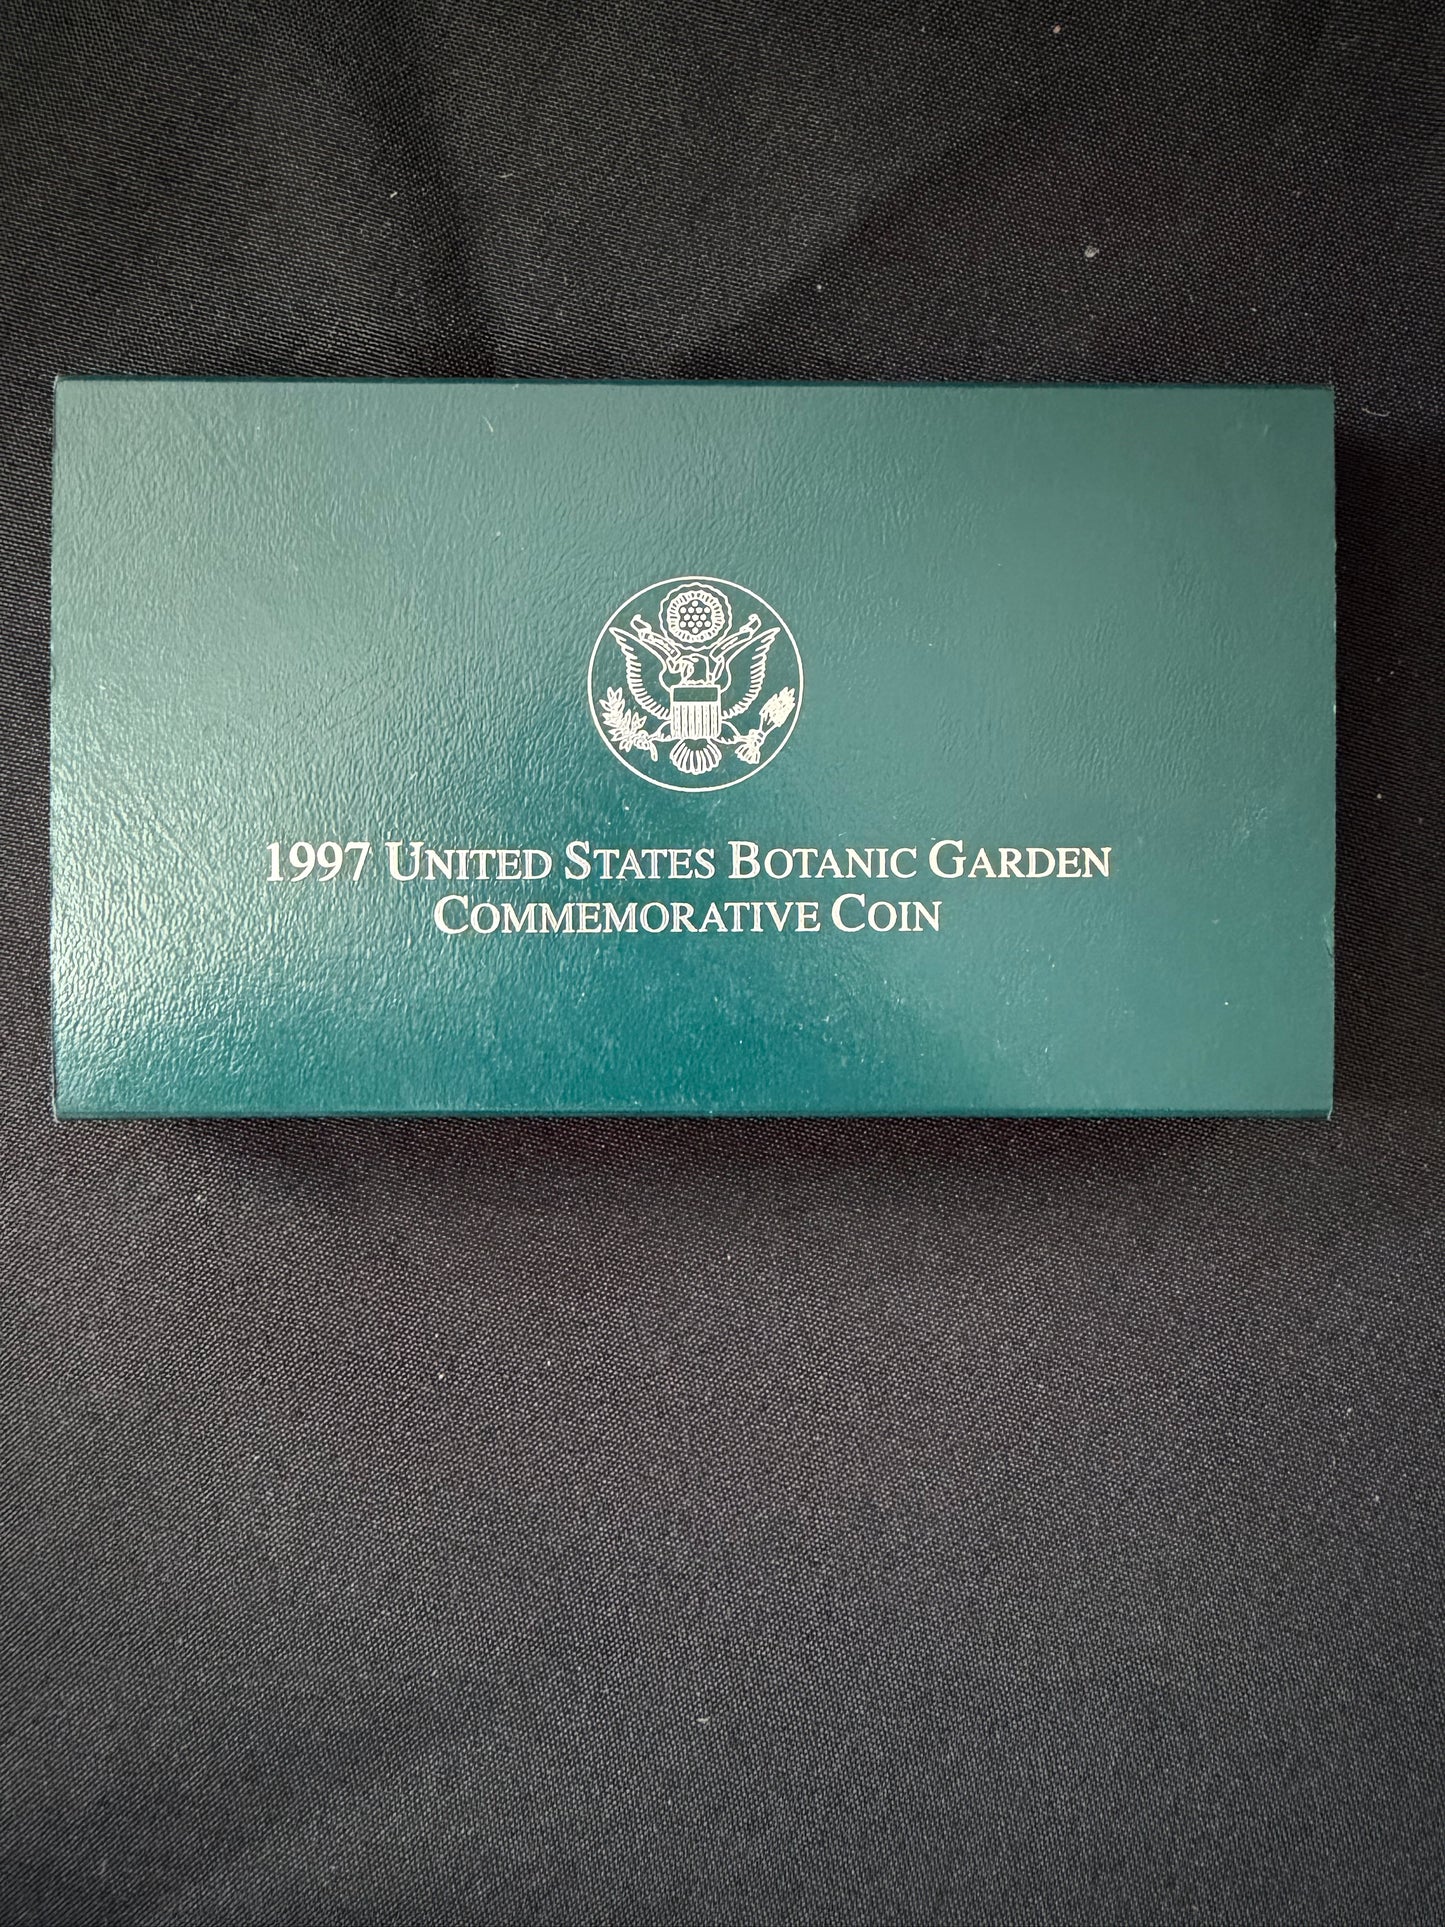 1997 UNITED STATES BOTANIC GARDEN
COMMEMORATIVE COIN